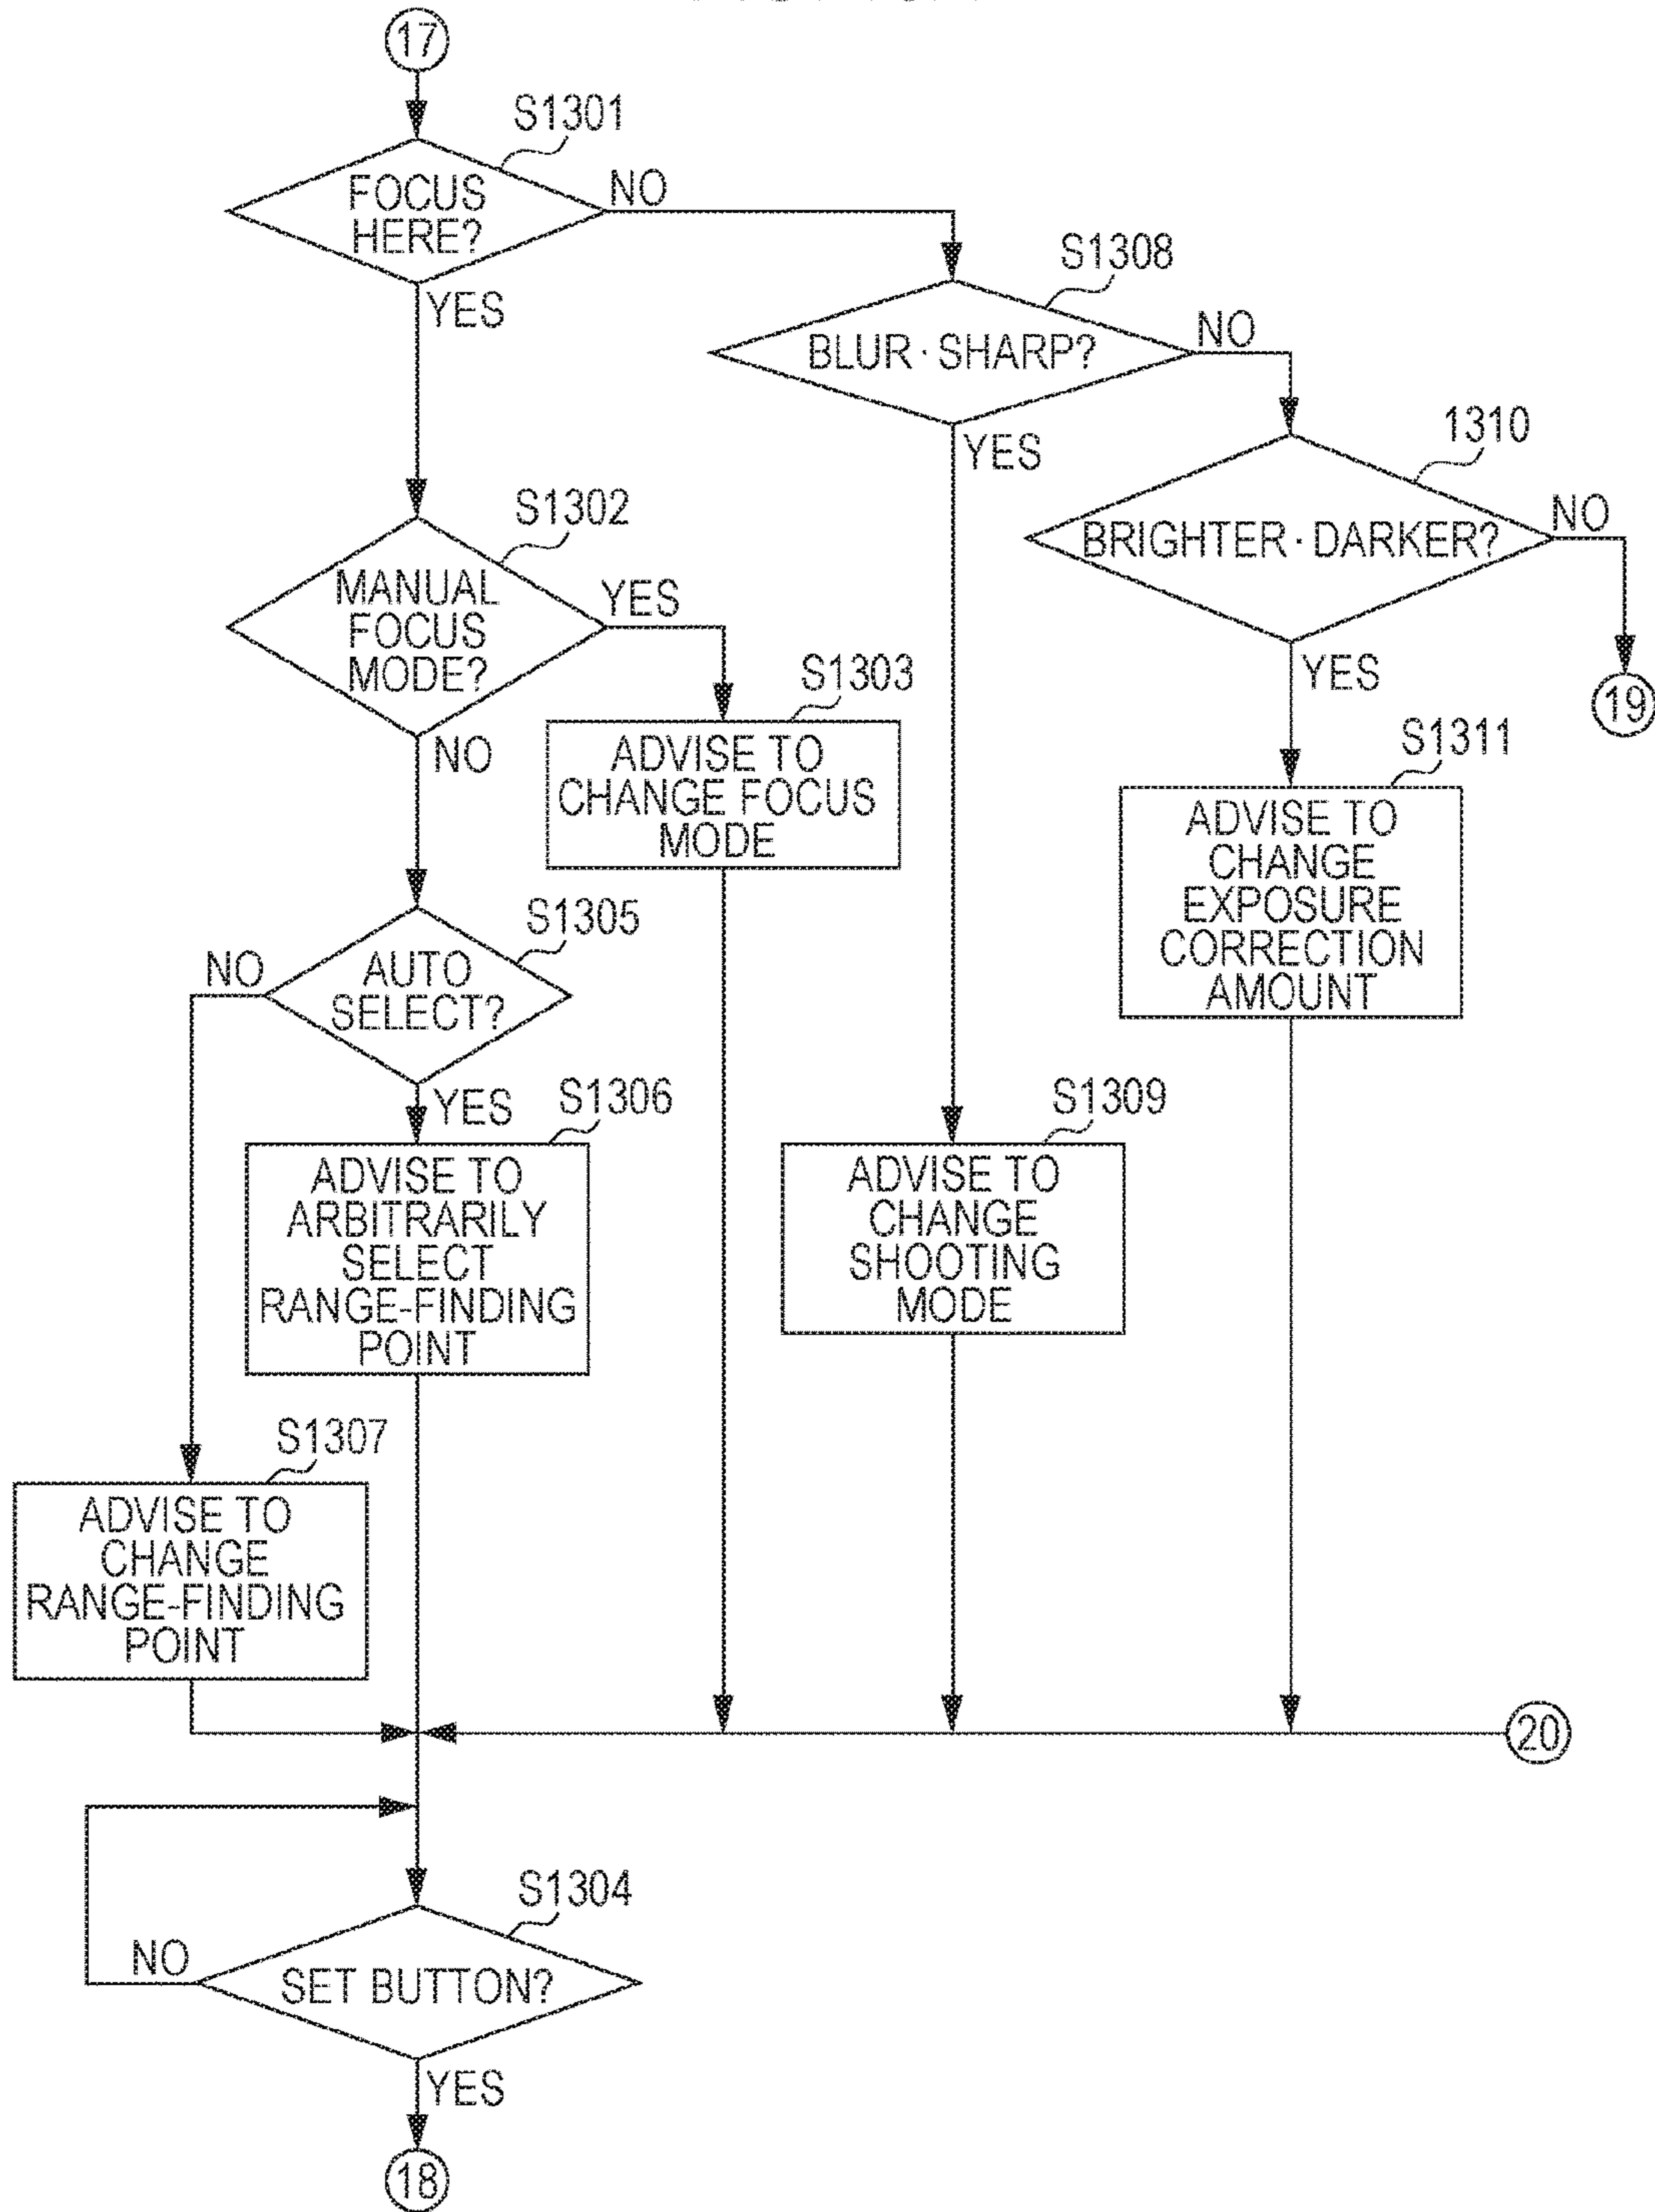 17
S1301
FOCUS
HERE?
NO
YES
S1308
BLUR · SHARP?
NO
YES
1310
BRIGHTER · DARKER?
NO
YES
19
S1302
MANUAL
FOCUS
MODE?
YES
NO
S1303
ADVISE TO
CHANGE FOCUS
MODE
S1311
ADVISE TO
CHANGE
EXPOSURE
CORRECTION
AMOUNT
S1305
AUTO
SELECT?
NO
YES
S1306
ADVISE TO
ARBITRARILY
SELECT
RANGE-FINDING
POINT
S1309
ADVISE TO
CHANGE
SHOOTING
MODE
S1307
ADVISE TO
CHANGE
RANGE-FINDING
POINT
20
S1304
SET BUTTON?
NO
YES
18